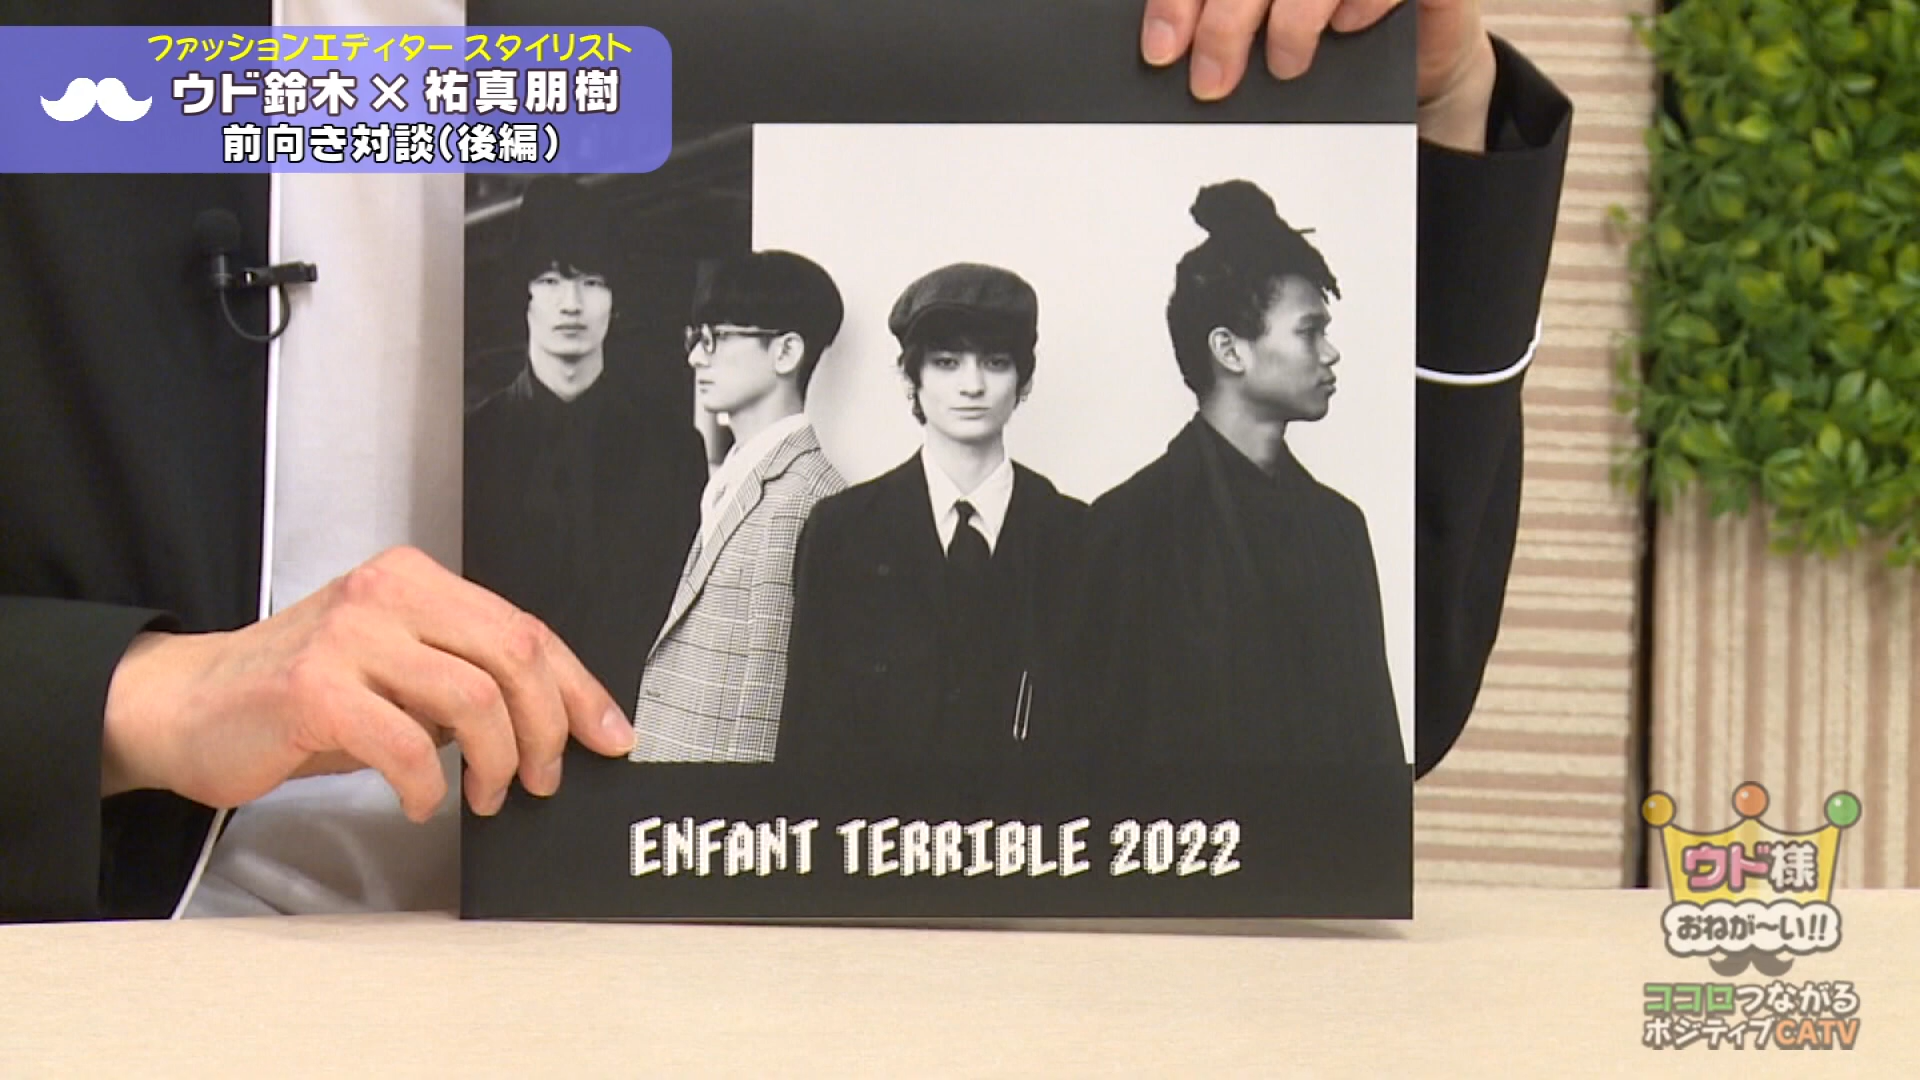 ファッションエディター スタイリスト
ウド鈴木×祐真朋樹
前向き対談(後編)
ENFANT TERRIBLE 2022
ウド様
おねが〜い!!
ココロつながる
ポジティブCATV